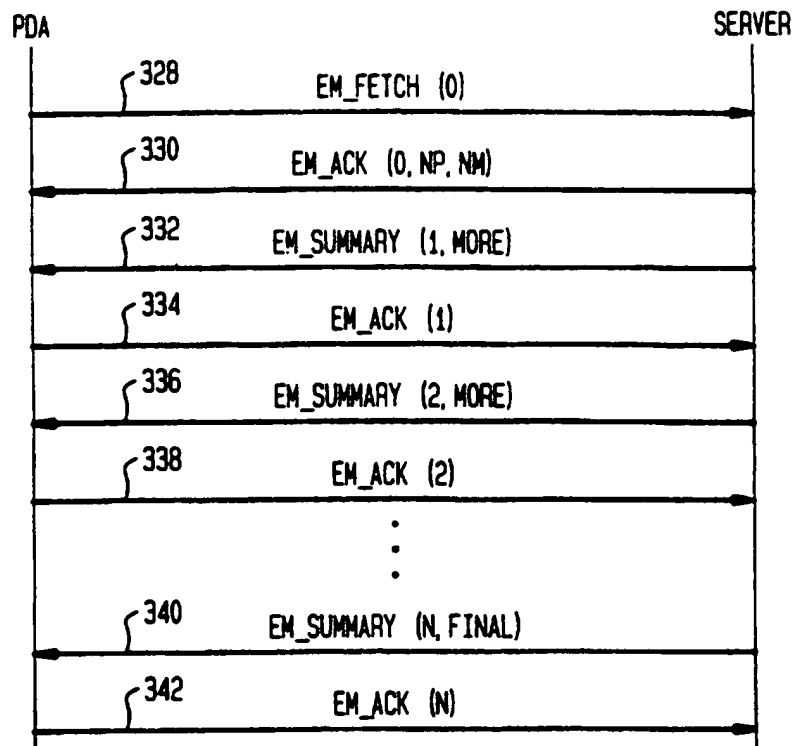 PDA SERVER
328 EM_FETCH (0)
330 EM_ACK (0, NP, NM)
332 EM_SUMMARY (1, MORE)
334 EM_ACK (1)
336 EM_SUMMARY (2, MORE)
338 EM_ACK (2)
340 EM_SUMMARY (N, FINAL)
342 EM_ACK (N)